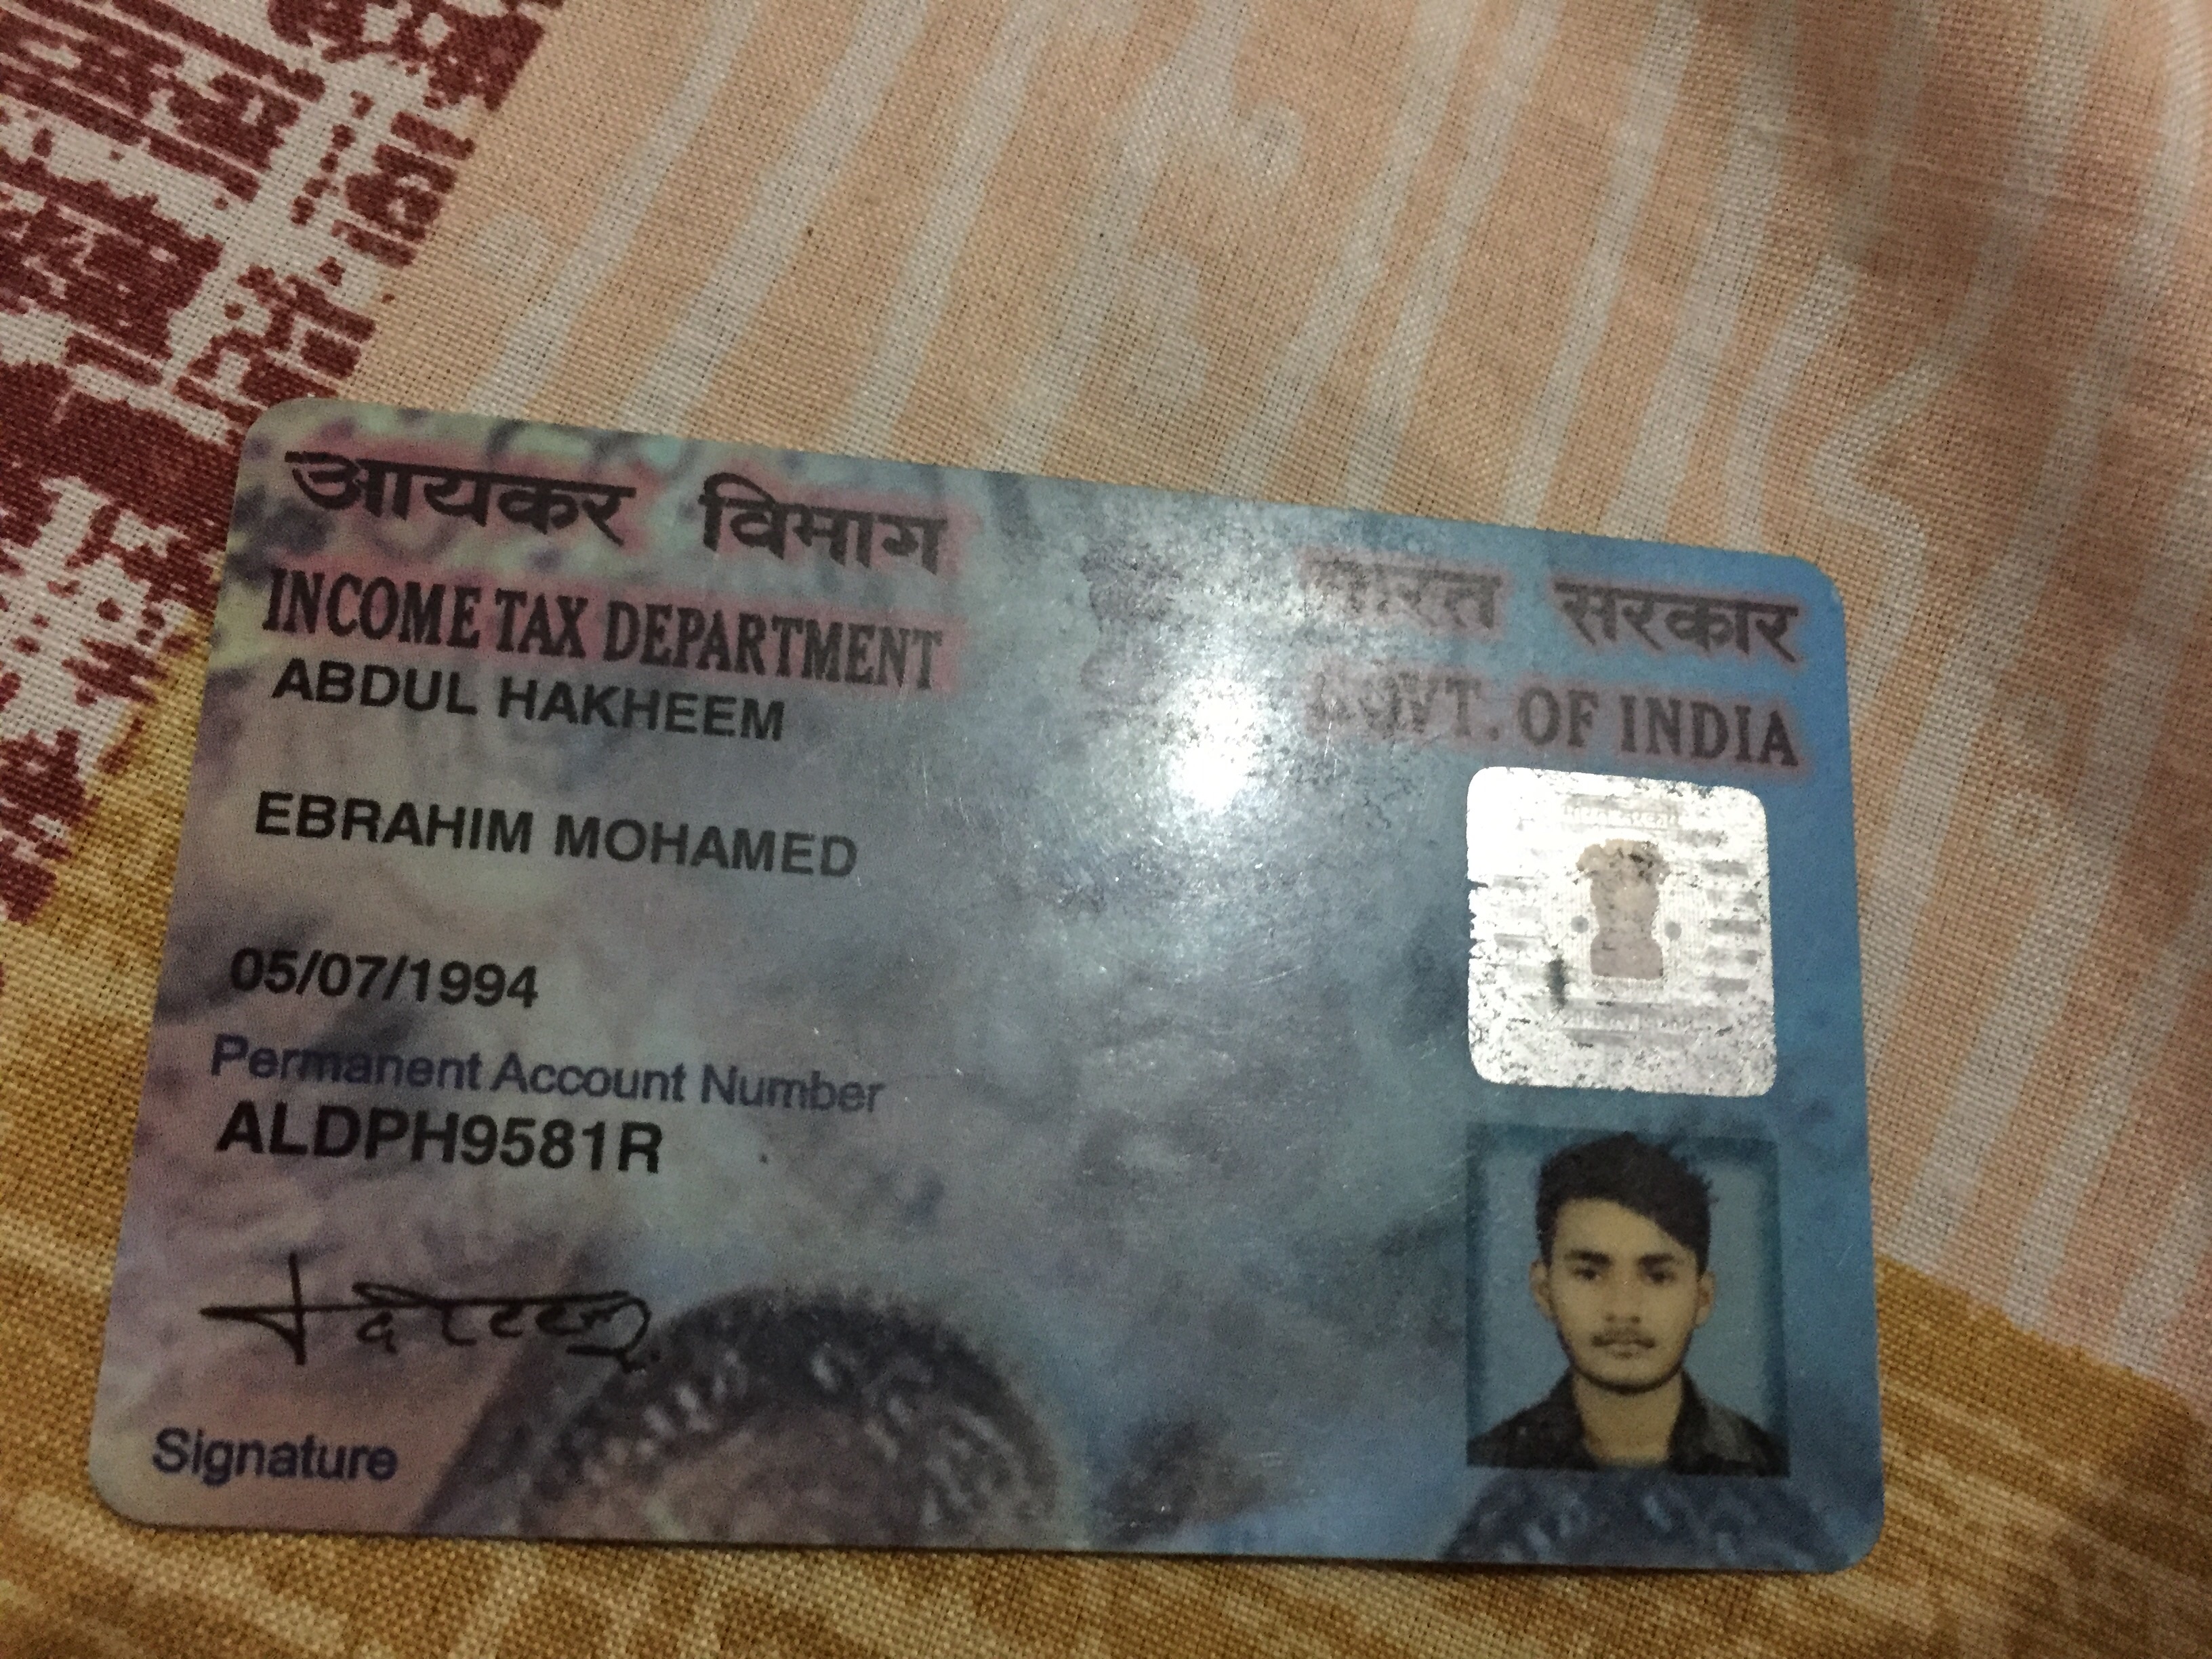 आयकर विभाग
भारत सरकार
INCOME TAX DEPARTMENT
GOVT. OF INDIA
ABDUL HAKHEEM
EBRAHIM MOHAMED
05/07/1994
Permanent Account Number
ALDPH9581R
Signature